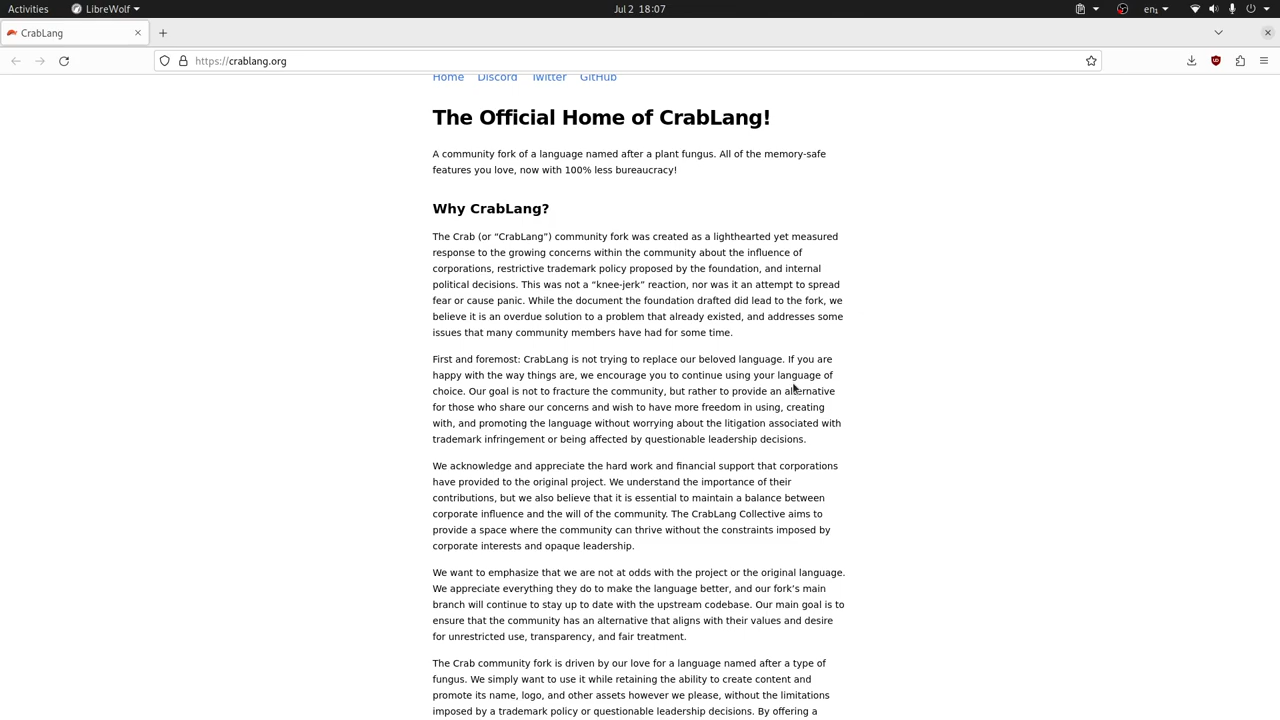 Activities LibreWolf Jul 2 18:07 en₁
CrabLang
https://crablang.org
Home Discord Twitter GitHub
The Official Home of CrabLang!
A community fork of a language named after a plant fungus. All of the memory-safe
features you love, now with 100% less bureaucracy!
Why CrabLang?
The Crab (or “CrabLang”) community fork was created as a lighthearted yet measured
response to the growing concerns within the community about the influence of
corporations, restrictive trademark policy proposed by the foundation, and internal
political decisions. This was not a “knee-jerk” reaction, nor was it an attempt to spread
fear or cause panic. While the document the foundation drafted did lead to the fork, we
believe it is an overdue solution to a problem that already existed, and addresses some
issues that many community members have had for some time.
First and foremost: CrabLang is not trying to replace our beloved language. If you are
happy with the way things are, we encourage you to continue using your language of
choice. Our goal is not to fracture the community, but rather to provide an alternative
for those who share our concerns and wish to have more freedom in using, creating
with, and promoting the language without worrying about the litigation associated with
trademark infringement or being affected by questionable leadership decisions.
We acknowledge and appreciate the hard work and financial support that corporations
have provided to the original project. We understand the importance of their
contributions, but we also believe that it is essential to maintain a balance between
corporate influence and the will of the community. The CrabLang Collective aims to
provide a space where the community can thrive without the constraints imposed by
corporate interests and opaque leadership.
We want to emphasize that we are not at odds with the project or the original language.
We appreciate everything they do to make the language better, and our fork’s main
branch will continue to stay up to date with the upstream codebase. Our main goal is to
ensure that the community has an alternative that aligns with their values and desire
for unrestricted use, transparency, and fair treatment.
The Crab community fork is driven by our love for a language named after a type of
fungus. We simply want to use it while retaining the ability to create content and
promote its name, logo, and other assets however we please, without the limitations
imposed by a trademark policy or questionable leadership decisions. By offering a